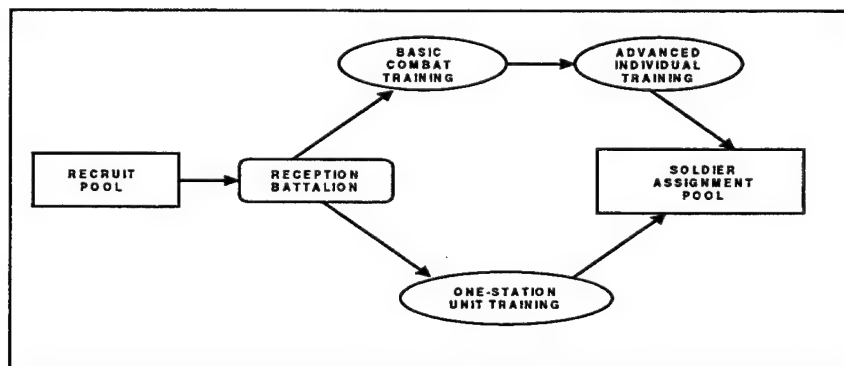 BASIC
COMBAT
TRAINING
ADVANCED
INDIVIDUAL
TRAINING
RECRUIT
POOL
RECEPTION
BATTALION
SOLDIER
ASSIGNMENT
POOL
ONE-STATION
UNIT TRAINING